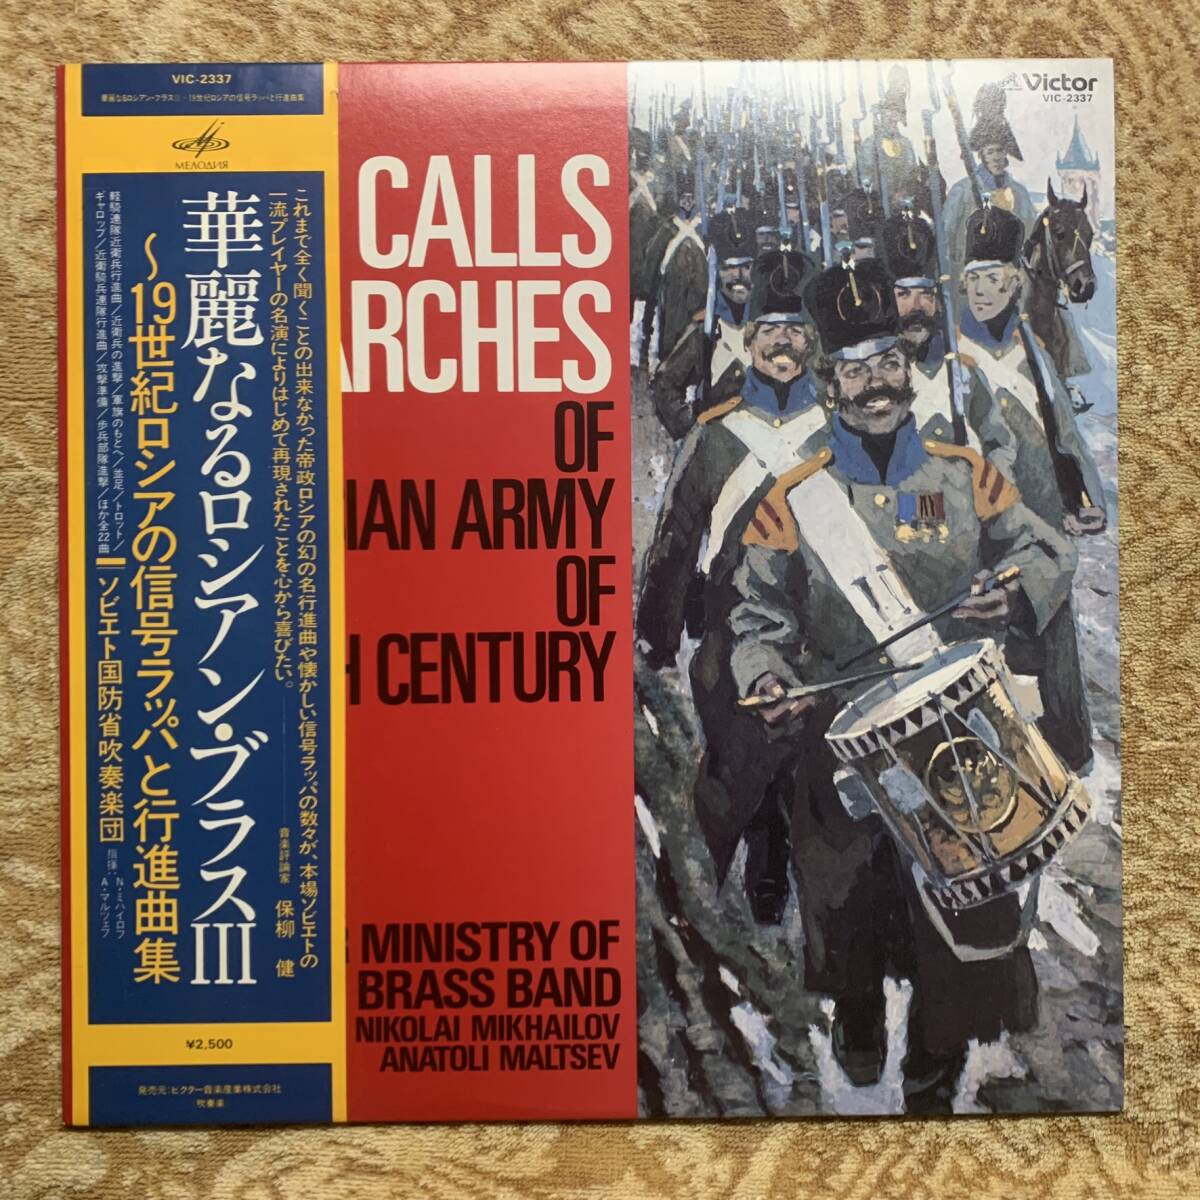 VIC-2337
華麗なるロシアン・ブラスIII～19世紀ロシアの信号ラッパと行進曲集
МЕЛОДИЯ
これまで全く聞くことの出来なかった帝政ロシアの幻の名行進曲や懐かしい信号ラッパの数々が、本場ソビエトの
一流プレイヤーの名演によりはじめて再現されたことを心から喜びたい。
音楽評論家 保柳 健
華麗なるロシアン・ブラスIII
～19世紀ロシアの信号ラッパと行進曲集
軽騎連隊近衛兵行進曲/近衛兵の進撃/軍旗のもとへ/並足/トロット/
ギャロップ/近衛騎兵連隊行進曲/攻撃準備/歩兵部隊進撃/ほか全22曲
ソビエト国防省吹奏楽団
指揮:N・ミハイロフ
A・マルツェフ
¥2,500
発売元:ビクター音楽産業株式会社
吹奏楽
CALLS
ARCHES
OF
IAN ARMY
OF
H CENTURY
MINISTRY OF
BRASS BAND
NIKOLAI MIKHAILOV
ANATOLI MALTSEV
Victor
VIC-2337